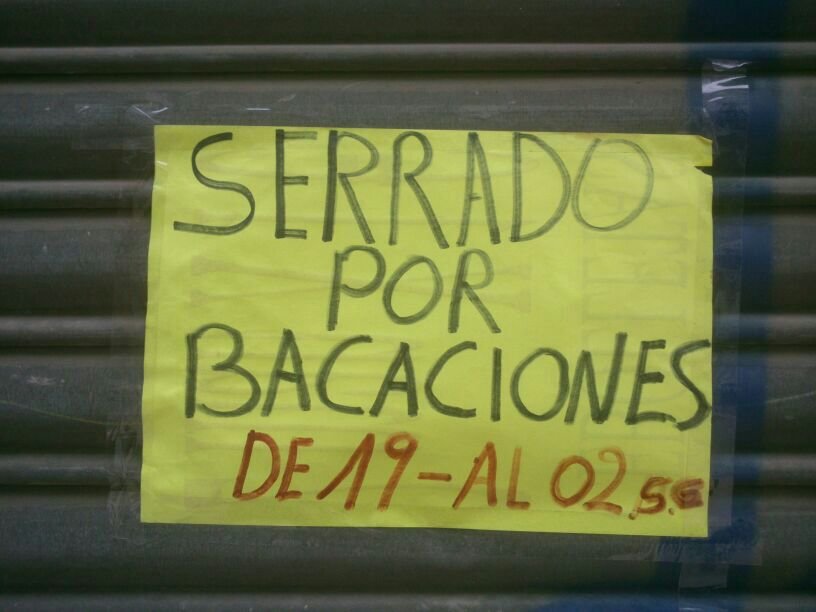 SERRADO
POR
BACACIONES
DE 19-AL 02.S.E.